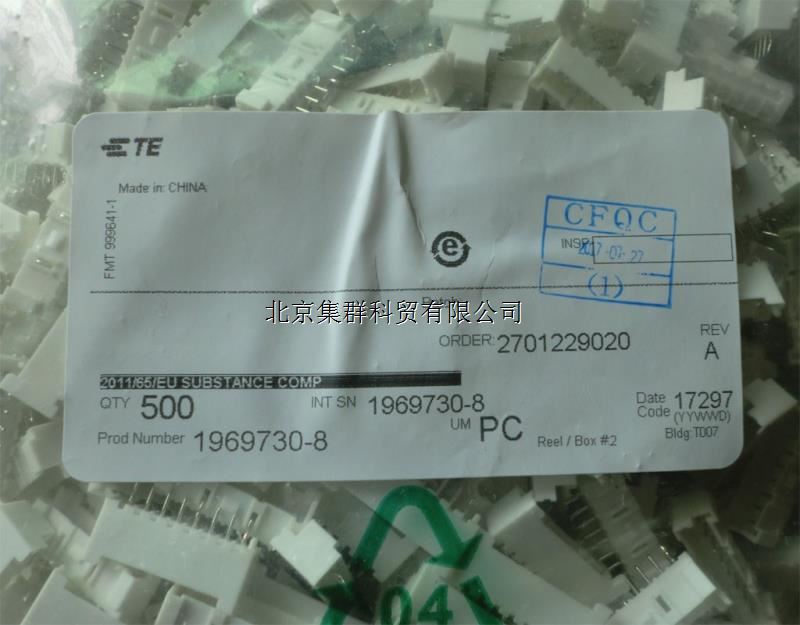 TE
Made in: CHINA
FMT 999641-1
CFQC
INSP
(1)
北京集群科贸有限公司
ORDER: 2701229020
REV
A
2011/65/EU SUBSTANCE COMP
QTY 500
INT SN 1969730-8
Date Code 17297
(YYWWD)
Prod Number 1969730-8
UM PC
Reel / Box #2
Bldg: T007
04